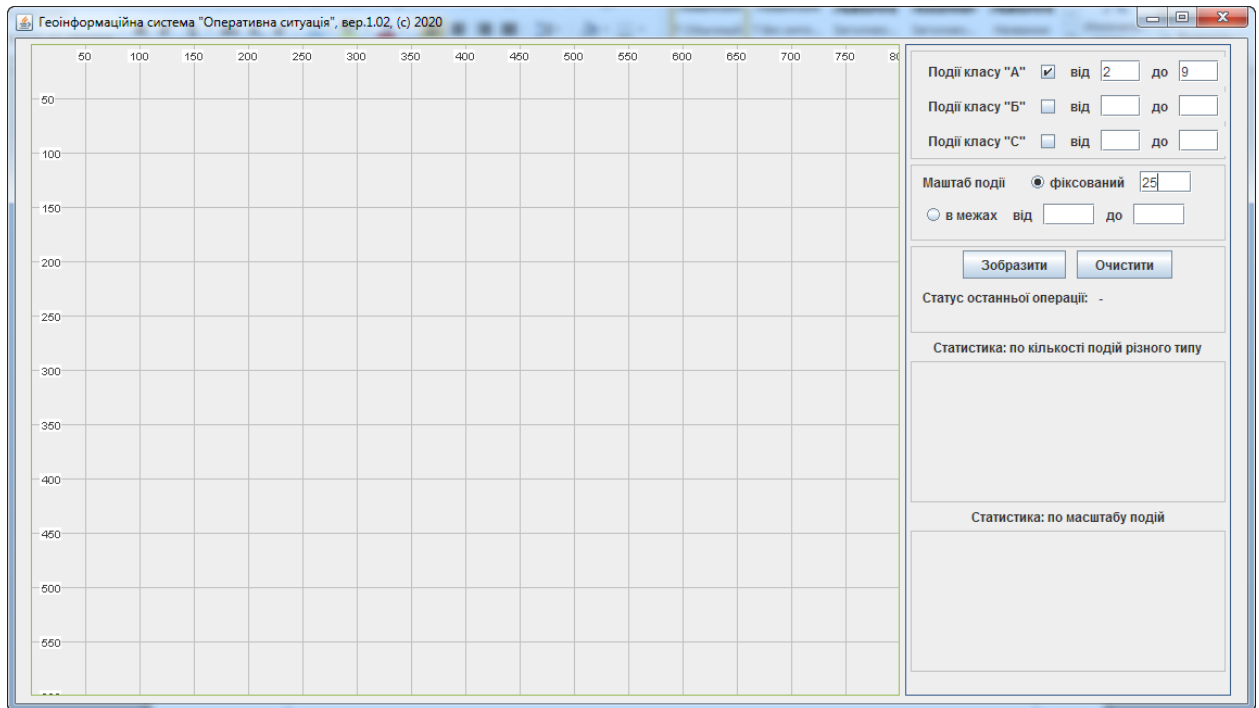 Геоінформаційна система "Оперативна ситуація", вер.1.02, (с) 2020
50 100 150 200 250 300 350 400 450 500 550 600 650 700 750
50
100
150
200
250
300
350
400
450
500
550
Події класу "А" від 2 до 9
Події класу "Б" від до
Події класу "С" від до
Маштаб події фіксований 25
в межах від до
Зобразити Очистити
Статус останньої операції: -
Статистика: по кількості подій різного типу
Статистика: по масштабу подій